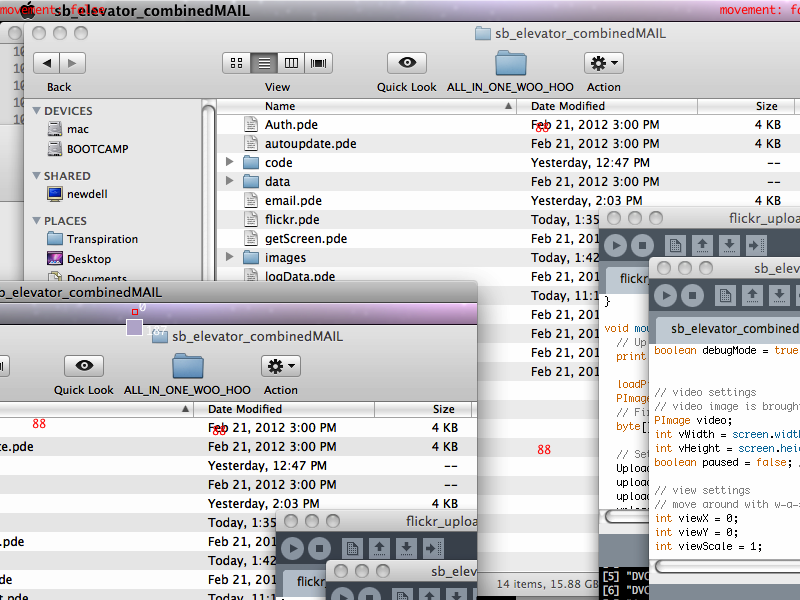 movement: false
movement: fo
sb_elevator_combinedMAIL
sb_elevator_combinedMAIL
Back
View
Quick Look
ALL_IN_ONE_WOO_HOO
Action
Name
Date Modified
Size
DEVICES
mac
BOOTCAMP
SHARED
newdell
PLACES
Transpiration
Desktop
Documents
Auth.pde
Feb 21, 2012 3:00 PM
4 KB
88
autoupdate.pde
Feb 21, 2012 3:00 PM
4 KB
code
Yesterday, 12:47 PM
--
data
Feb 21, 2012 3:00 PM
--
email.pde
Yesterday, 2:03 PM
4 KB
flickr.pde
Today, 1:35
getScreen.pde
Feb 21, 201
images
Today, 1:42
logData.pde
Feb 21, 201
Today, 11:1
Feb 21, 201
Feb 21, 201
Feb 21, 201
Feb 21, 201
88
14 items, 15.88 GB
flickr_uploa
flickr
}
void mou
// Up
print
loadP
PImag
// Fi
byte[
// Set
Upload
upload
upload
[5] "DVC
[6] "DVC
sb_elev
sb_elevator_combined
boolean debugMode = true
// video settings
// video image is brought
PImage video;
int vWidth = screen.width
int vHeight = screen.heig
boolean paused = false; /
// view settings
// move around with w-a-s
int viewX = 0;
int viewY = 0;
int viewScale = 1;
sb_elevator_combinedMAIL
0
sb_elevator_combinedMAIL
Quick Look
ALL_IN_ONE_WOO_HOO
Action
Date Modified
Size
88
88
Feb 21, 2012 3:00 PM
4 KB
te.pde
Feb 21, 2012 3:00 PM
4 KB
Yesterday, 12:47 PM
--
Feb 21, 2012 3:00 PM
--
Yesterday, 2:03 PM
4 KB
Today, 1:35
n.pde
Feb 21, 201
Today, 1:42
de
Feb 21, 201
t.pde
Today, 11:1
flickr_uploa
flickr
sb_elev